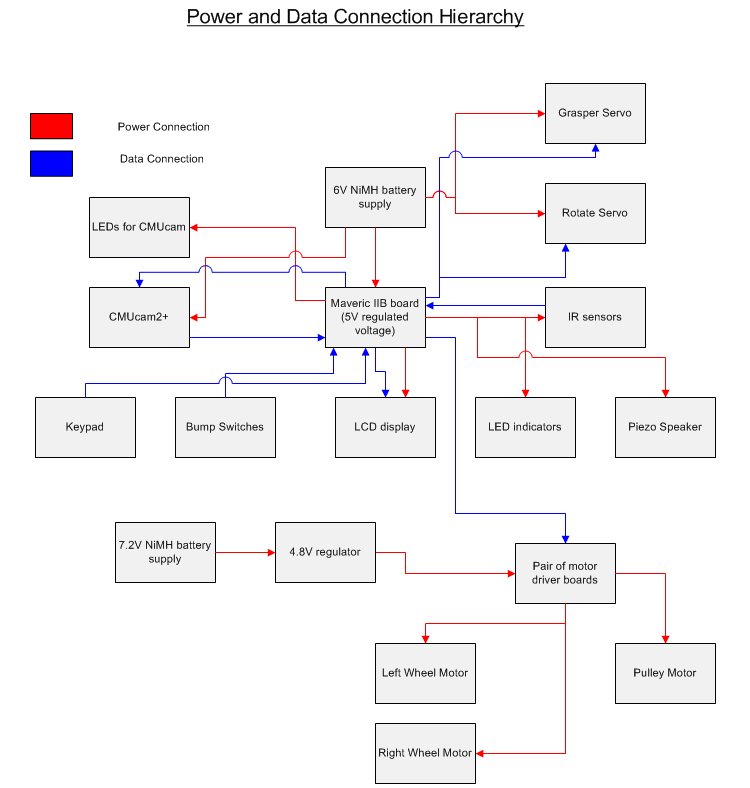 Power and Data Connection Hierarchy
Power Connection
Data Connection
Grasper Servo
6V NiMH battery
supply
Rotate Servo
LEDs for CMUcam
CMUcam2+
Maveric IIB board
(5V regulated
voltage)
IR sensors
Keypad
Bump Switches
LCD display
LED indicators
Piezo Speaker
7.2V NiMH battery
supply
4.8V regulator
Pair of motor
driver boards
Left Wheel Motor
Pulley Motor
Right Wheel Motor